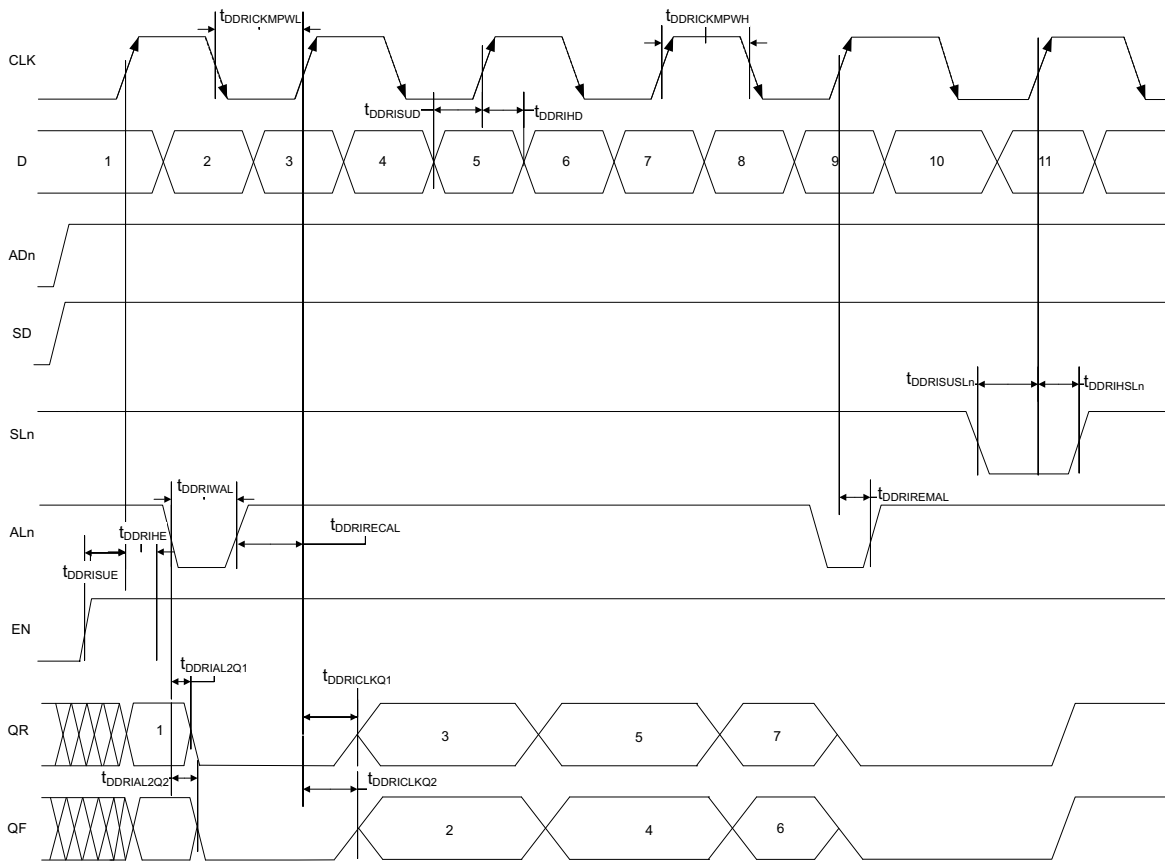 tDDRICKMPWL
tDDRICKMPWH
CLK
tDDRISUD
tDDRIHD
D
1
2
3
4
5
6
7
8
9
10
11
ADn
SD
tDDRISUSLn
tDDRIHSLn
SLn
tDDRIWAL
tDDRIREMAL
ALn
tDDRIHE
tDDRIRECAL
tDDRISUE
EN
tDDRIAL2Q1
tDDRICLKQ1
QR
1
3
5
7
tDDRIAL2Q2
tDDRICLKQ2
QF
2
4
6